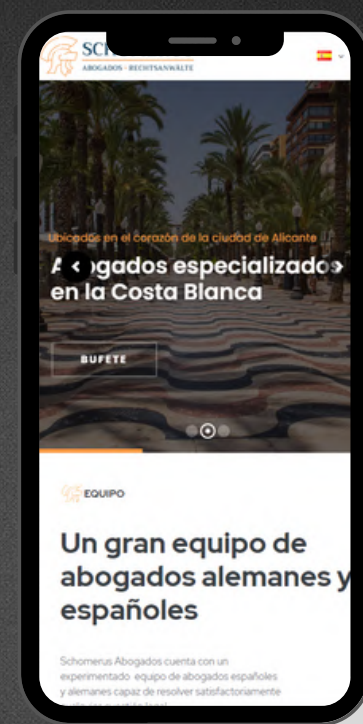 SCH
ABOGADOS · RECHTSANWÄLTE
Ubicados en el corazón de la ciudad de Alicante
Abogados especializados
en la Costa Blanca
BUFETE
EQUIPO
Un gran equipo de
abogados alemanes y
españoles
Schomerus Abogados cuenta con un
experimentado equipo de abogados españoles
y alemanes capaz de resolver satisfactoriamente